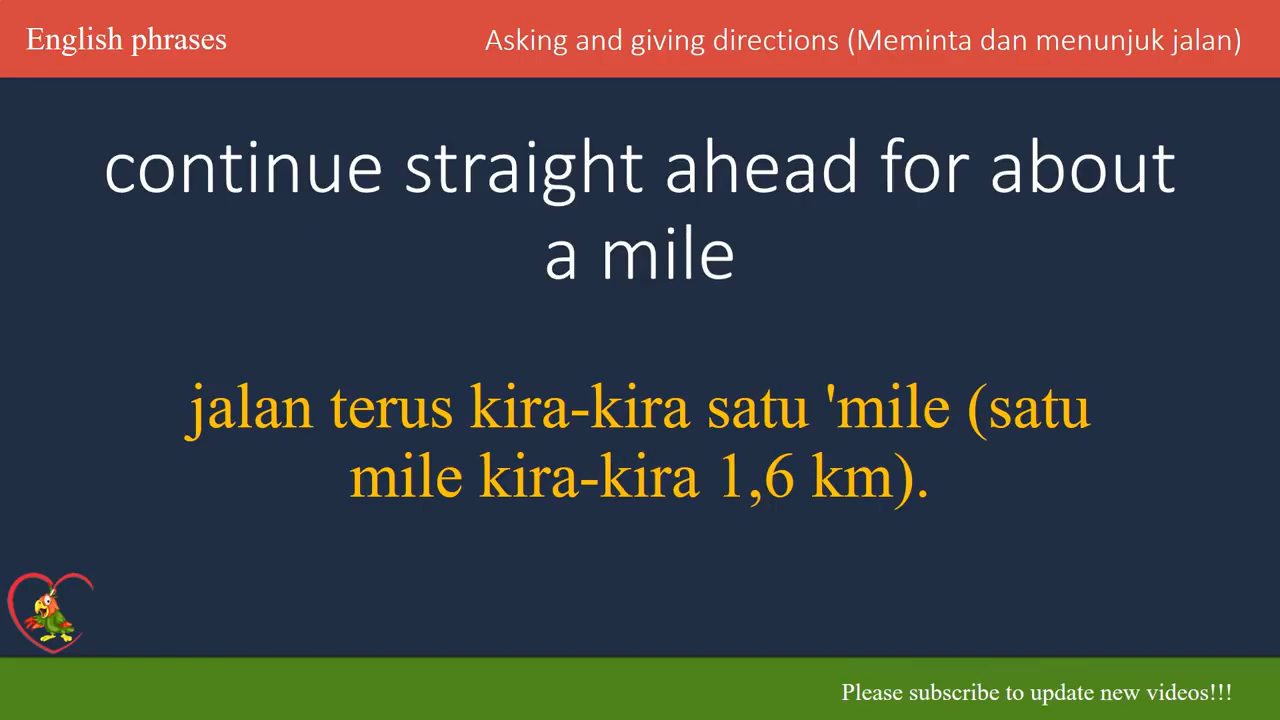 English phrases
Asking and giving directions (Meminta dan menunjuk jalan)
continue straight ahead for about
a mile
jalan terus kira-kira satu 'mile (satu
mile kira-kira 1,6 km).
Please subscribe to update new videos!!!